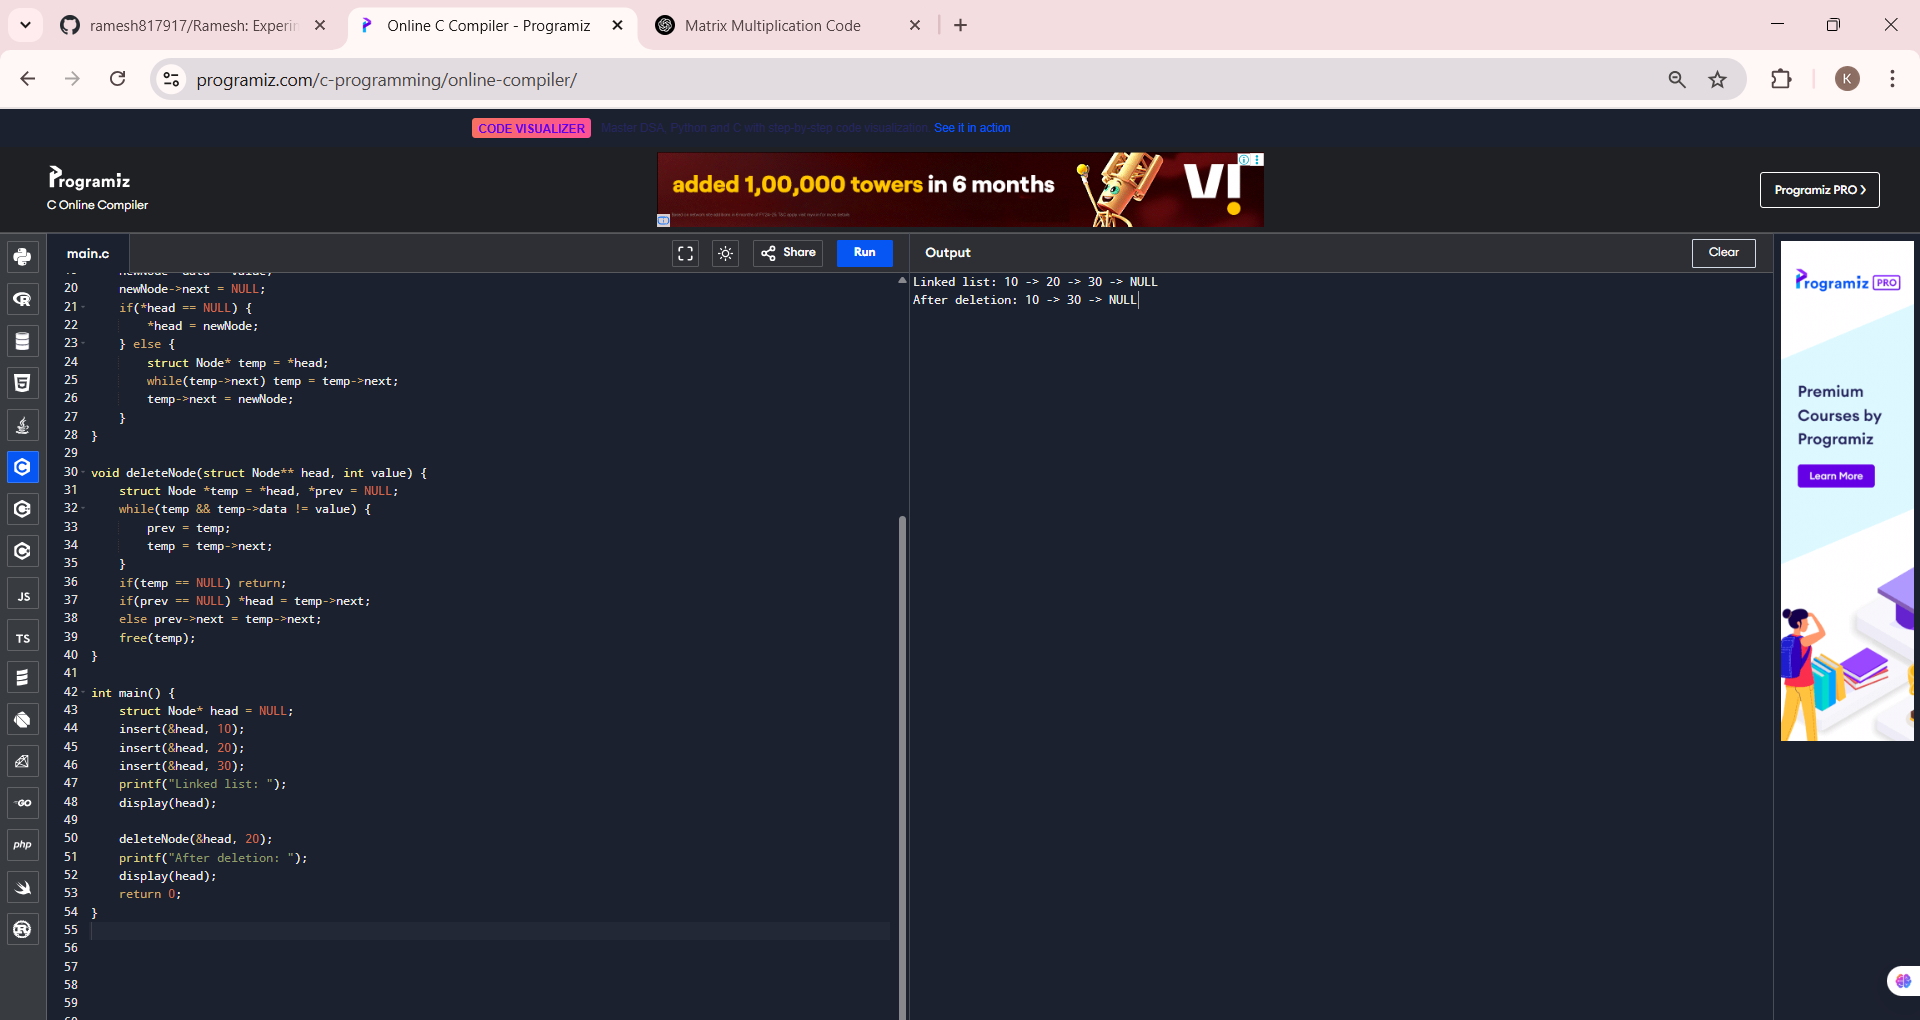 ramesh817917/Ramesh: Experin
Online C Compiler - Programiz
Matrix Multiplication Code
programiz.com/c-programming/online-compiler/
K
CODE VISUALIZER Master DSA, Python and C with step-by-step code visualization. See it in action
Programiz
C Online Compiler
added 1,00,000 towers in 6 months
VI
Programiz PRO >
main.c
Share
Run
Output
Clear
20 newNode->next = NULL;
21 if(*head == NULL) {
22 *head = newNode;
23 } else {
24 struct Node* temp = *head;
25 while(temp->next) temp = temp->next;
26 temp->next = newNode;
27 }
28 }
29
30 void deleteNode(struct Node** head, int value) {
31 struct Node *temp = *head, *prev = NULL;
32 while(temp && temp->data != value) {
33 prev = temp;
34 temp = temp->next;
35 }
36 if(temp == NULL) return;
37 if(prev == NULL) *head = temp->next;
38 else prev->next = temp->next;
39 free(temp);
40 }
41
42 int main() {
43 struct Node* head = NULL;
44 insert(&head, 10);
45 insert(&head, 20);
46 insert(&head, 30);
47 printf("Linked list: ");
48 display(head);
49
50 deleteNode(&head, 20);
51 printf("After deletion: ");
52 display(head);
53 return 0;
54 }
55
56
57
58
59
Linked list: 10 -> 20 -> 30 -> NULL
After deletion: 10 -> 30 -> NULL
JS
TS
GO
php
Programiz PRO
Premium
Courses by
Programiz
Learn More